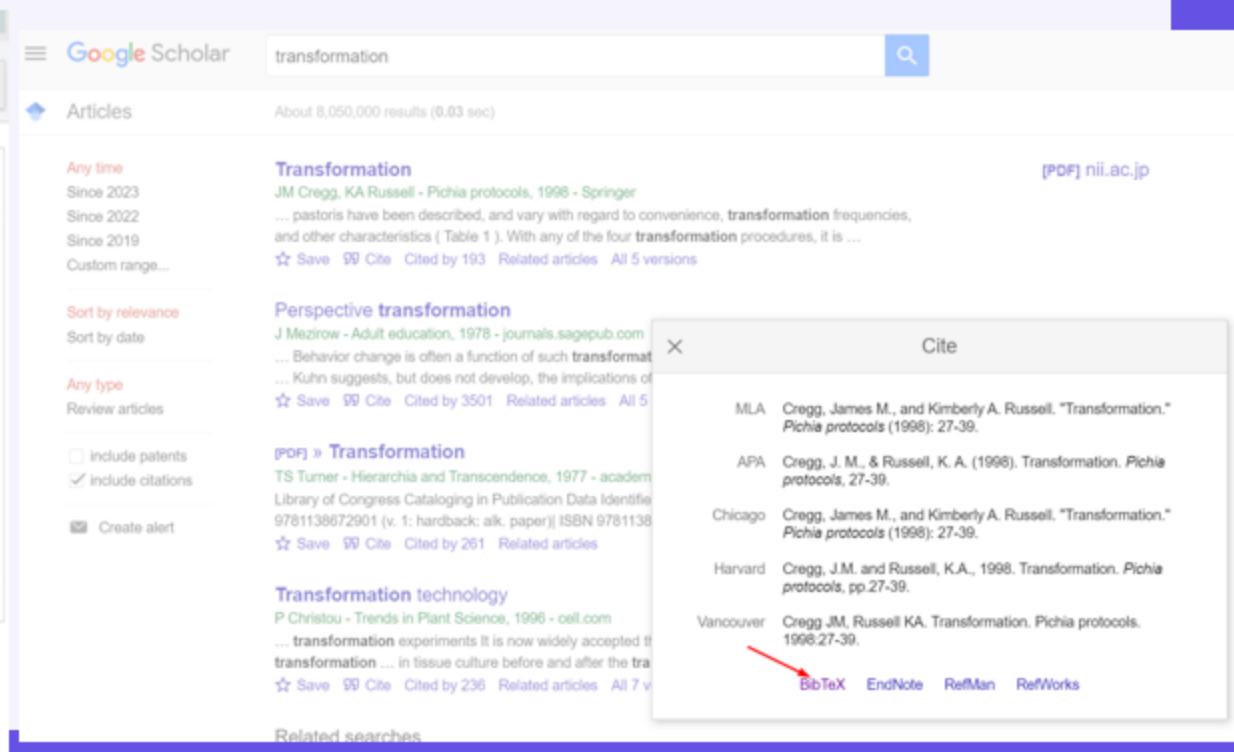 Google Scholar
transformation
Articles
About 8,050,000 results (0.03 sec)
Any time
Since 2023
Since 2022
Since 2019
Custom range...
Sort by relevance
Sort by date
Any type
Review articles
include patents
include citations
Create alert
Transformation
[PDF] nii.ac.jp
JM Cregg, KA Russell - Pichia protocols, 1998 - Springer
... pastoris have been described, and vary with regard to convenience, transformation frequencies,
and other characteristics ( Table 1 ). With any of the four transformation procedures, it is ...
Save Cite Cited by 193 Related articles All 5 versions
Perspective transformation
J Mezirow - Adult education, 1978 - journals.sagepub.com
... Behavior change is often a function of such transformat
... Kuhn suggests, but does not develop, the implications of
Save Cite Cited by 3501 Related articles All 5
[PDF] » Transformation
TS Turner - Hierarchia and Transcendence, 1977 - academ
Library of Congress Cataloging in Publication Data Identifie
9781138672901 (v. 1: hardback: alk. paper)| ISBN 9781138
Save Cite Cited by 261 Related articles
Transformation technology
P Christou - Trends in Plant Science, 1996 - cell.com
... transformation experiments It is now widely accepted th
transformation ... in tissue culture before and after the tra
Save Cite Cited by 236 Related articles All 7 v
Related searches
Cite
MLA Cregg, James M., and Kimberly A. Russell. "Transformation."
Pichia protocols (1998): 27-39.
APA Cregg, J. M., & Russell, K. A. (1998). Transformation. Pichia
protocols, 27-39.
Chicago Cregg, James M., and Kimberly A. Russell. "Transformation."
Pichia protocols (1998): 27-39.
Harvard Cregg, J.M. and Russell, K.A., 1998. Transformation. Pichia
protocols, pp.27-39.
Vancouver Cregg JM, Russell KA. Transformation. Pichia protocols.
1998:27-39.
BibTeX EndNote RefMan RefWorks